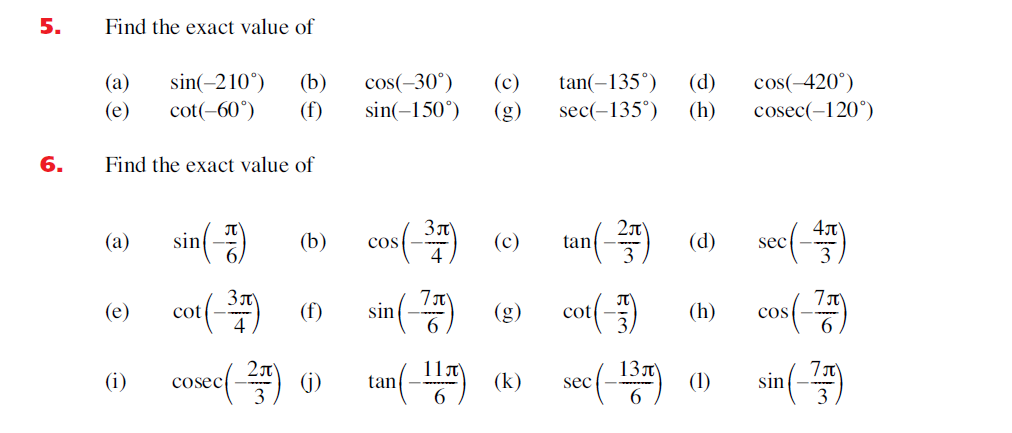 5. Find the exact value of
(a) sin(–210°) (b) cos(–30°) (c) tan(–135°) (d) cos(–420°)
(e) cot(–60°) (f) sin(–150°) (g) sec(–135°) (h) cosec(–120°)
6. Find the exact value of
(a) sin(–π/6) (b) cos(–3π/4) (c) tan(–2π/3) (d) sec(–4π/3)
(e) cot(–3π/4) (f) sin(–7π/6) (g) cot(–π/3) (h) cos(–7π/6)
(i) cosec(–2π/3) (j) tan(–11π/6) (k) sec(–13π/6) (l) sin(–7π/3)